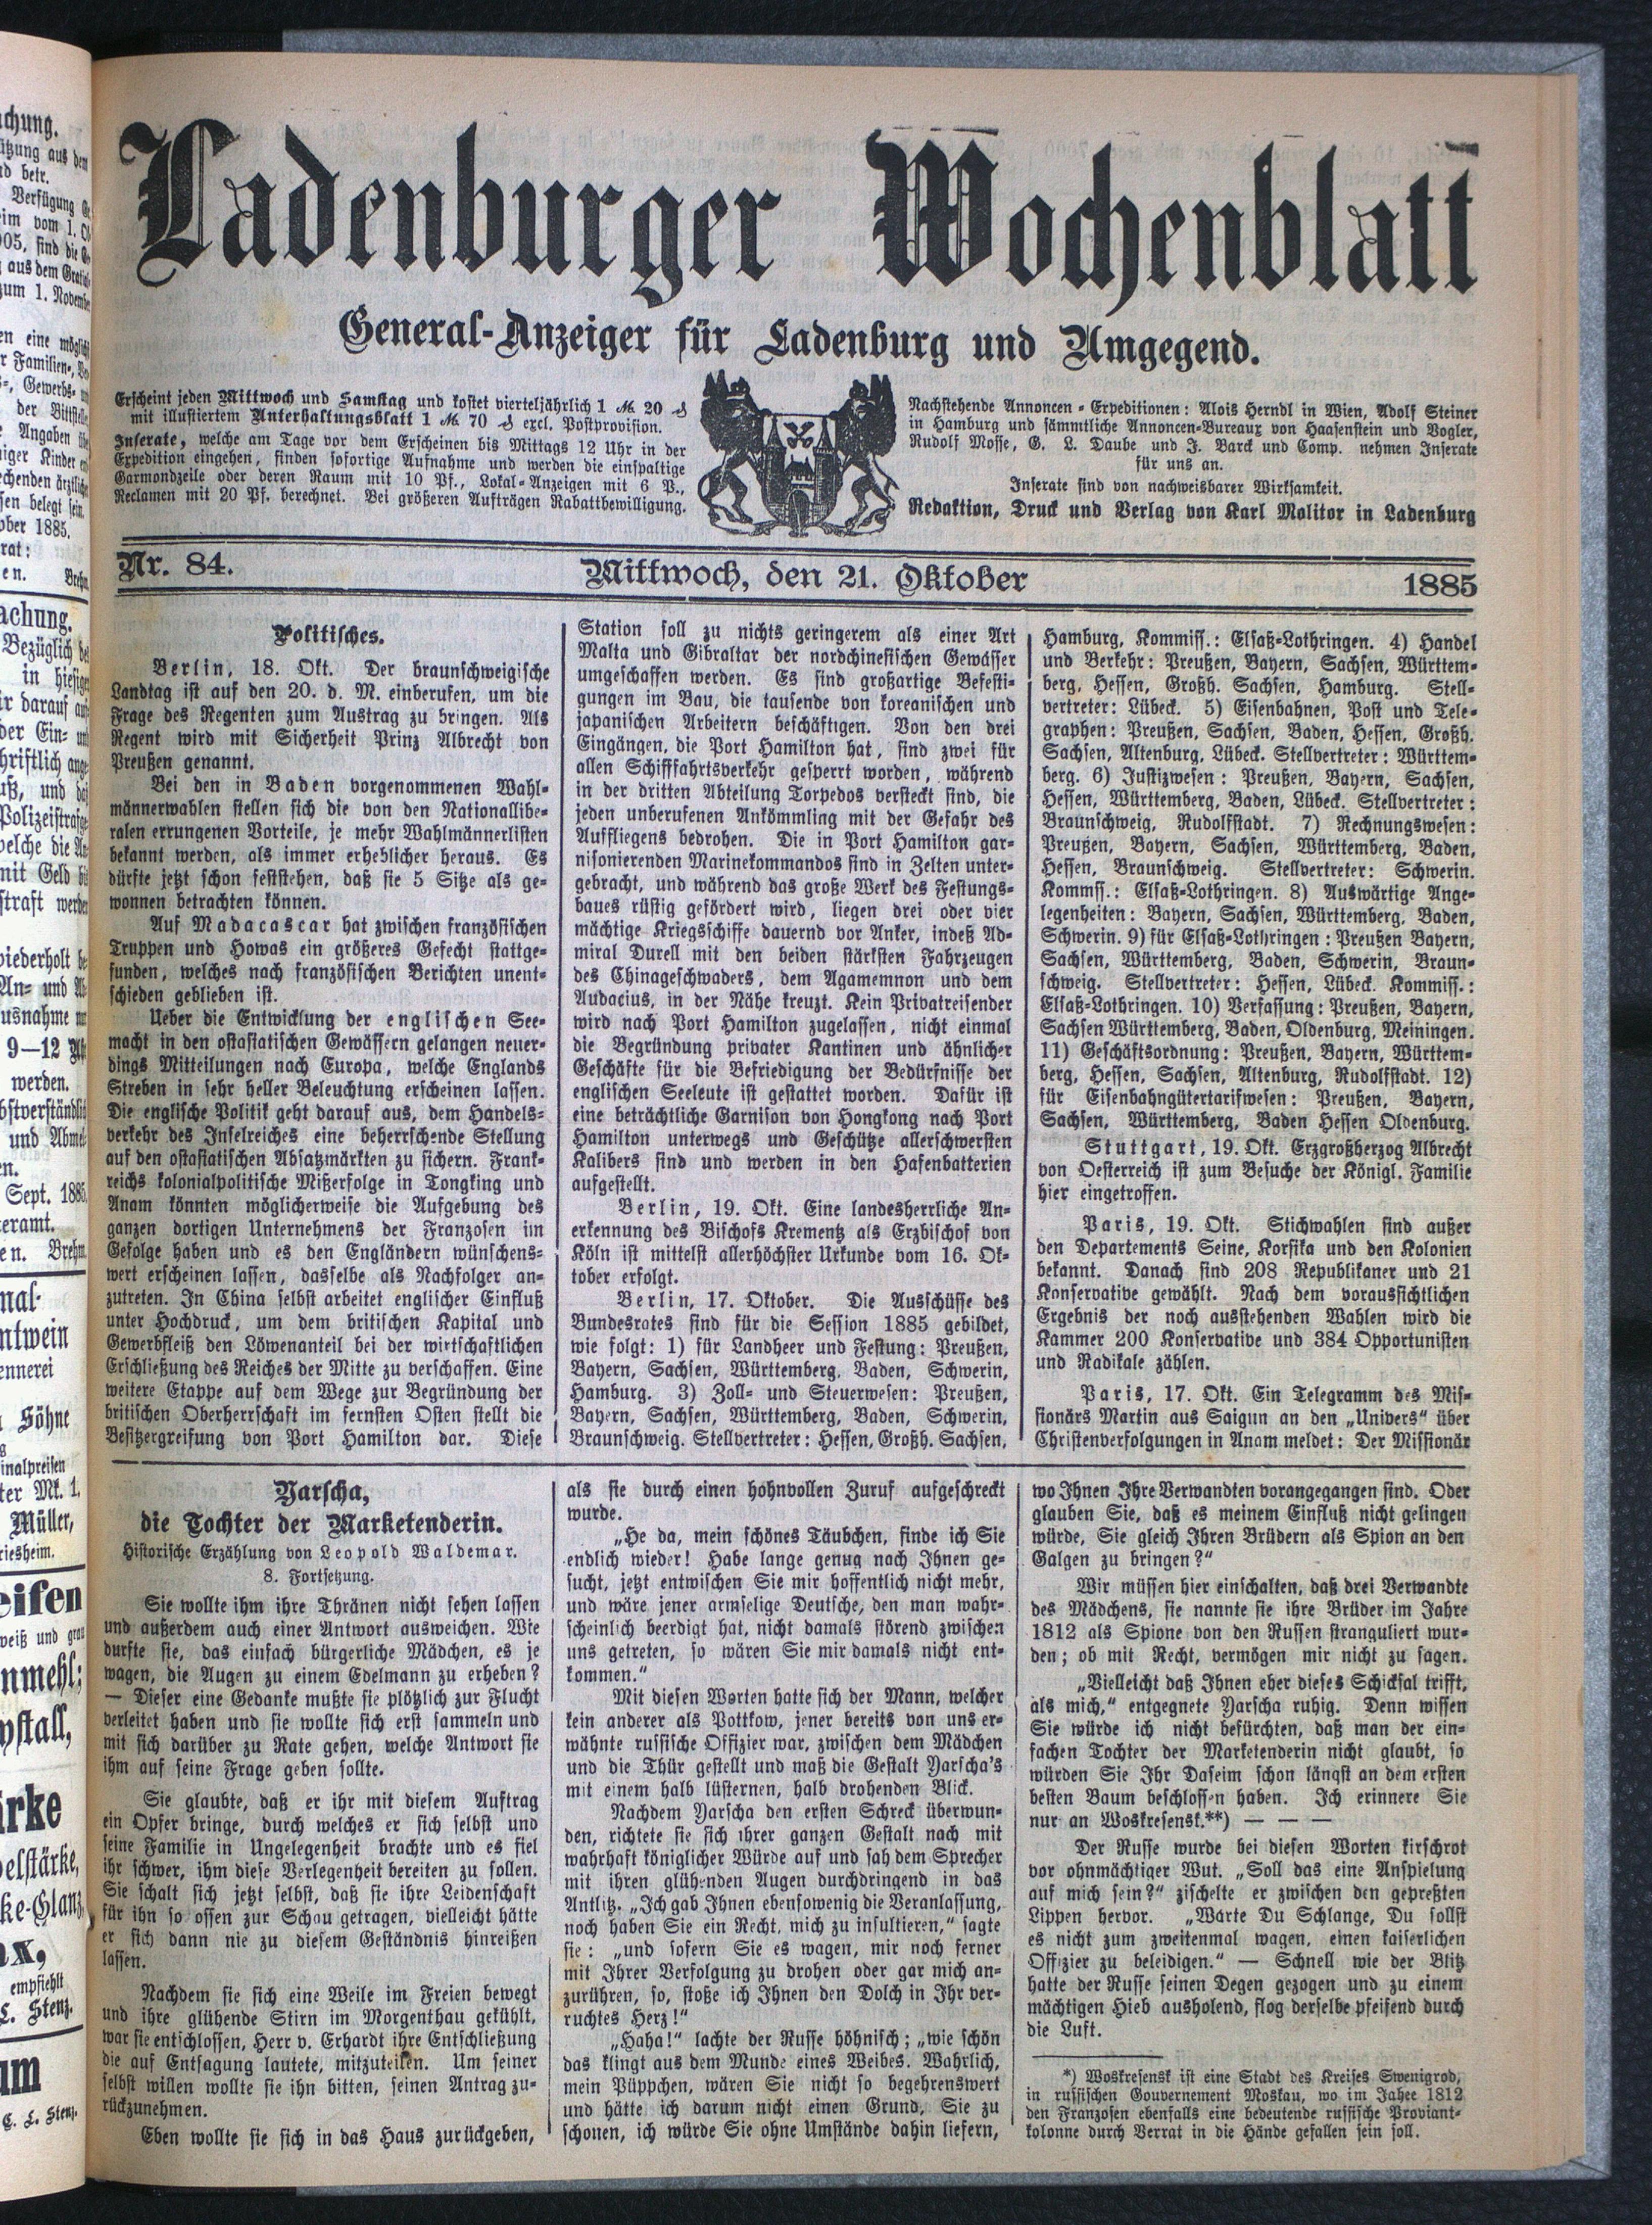 Ladenburger Wochenblatt
General-Anzeiger für Ladenburg und Umgegend.
Erscheint jeden Mittwoch und Samstag und kostet vierteljährlich 1 M. 20 ₰
mit illustiertem Unterhaltungsblatt 1 M. 70 ₰ excl. Postprovision.
Inserate, welche am Tage vor dem Erscheinen bis Mittags 12 Uhr in der
Expedition eingehen, finden sofortige Aufnahme und werden die einspaltige
Garmondzeile oder deren Raum mit 10 Pf., Lokal-Anzeigen mit 6 P.,
Reclamen mit 20 Pf. berechnet. Bei größeren Aufträgen Rabattbewilligung.
Nachstehende Annoncen-Expeditionen: Alois Herndl in Wien, Adolf Steiner
in Hamburg und sämmtliche Annoncen-Bureaux von Haasenstein und Vogler,
Rudolf Mosse, G. L. Daube und J. Barck und Comp. nehmen Inserate
für uns an.
Inserate sind von nachweisbarer Wirksamkeit.
Redaktion, Druck und Verlag von Karl Molitor in Ladenburg
Nr. 84. Mittwoch, den 21. Oktober 1885
Politisches.
Berlin, 18. Okt. Der braunschweigische
Landtag ist auf den 20. d. M. einberufen, um die
Frage des Regenten zum Austrag zu bringen. Als
Regent wird mit Sicherheit Prinz Albrecht von
Preußen genannt.
Bei den in Baden vorgenommenen Wahl-
männerwahlen stellen sich die von den Nationallibe-
ralen errungenen Vorteile, je mehr Wahlmännerlisten
bekannt werden, als immer erheblicher heraus. Es
dürfte jetzt schon feststehen, daß sie 5 Sitze als ge-
wonnen betrachten können.
Auf Madacascar hat zwischen französischen
Truppen und Howas ein größeres Gefecht stattge-
funden, welches nach französischen Berichten unent-
schieden geblieben ist.
Ueber die Entwicklung der englischen See-
macht in den ostasiatischen Gewässern gelangen neuer-
dings Mitteilungen nach Europa, welche Englands
Streben in sehr heller Beleuchtung erscheinen lassen.
Die englische Politik geht darauf aus, dem Handels-
verkehr des Inselreiches eine beherrschende Stellung
auf den ostasiatischen Absatzmärkten zu sichern. Frank-
reichs kolonialpolitische Mißerfolge in Tongking und
Anam könnten möglicherweise die Aufgebung des
ganzen dortigen Unternehmens der Franzosen im
Gefolge haben und es den Engländern wünschens-
wert erscheinen lassen, dasselbe als Nachfolger an-
zutreten. In China selbst arbeitet englischer Einfluß
unter Hochdruck, um dem britischen Kapital und
Gewerbfleiß den Löwenanteil bei der wirtschaftlichen
Erschließung des Reiches der Mitte zu verschaffen. Eine
weitere Etappe auf dem Wege zur Begründung der
britischen Oberherrschaft im fernsten Osten stellt die
Besitzergreifung von Port Hamilton dar. Diese
Station soll zu nichts geringerem als einer Art
Malta und Gibraltar der nordchinesischen Gewässer
umgeschaffen werden. Es sind großartige Befesti-
gungen im Bau, die tausende von koreanischen und
japanischen Arbeitern beschäftigen. Von den drei
Eingängen, die Port Hamilton hat, sind zwei für
allen Schifffahrtsverkehr gesperrt worden, während
in der dritten Abteilung Torpedos versteckt sind, die
jeden unberufenen Ankömmling mit der Gefahr des
Auffliegens bedrohen. Die in Port Hamilton gar-
nisonierenden Marinekommandos sind in Zelten unter-
gebracht, und während das große Werk des Festungs-
baues rüstig gefördert wird, liegen drei oder vier
mächtige Kriegsschiffe dauernd vor Anker, indeß Ad-
miral Durell mit den beiden stärksten Fahrzeugen
des Chinageschwaders, dem Agamemnon und dem
Audacius, in der Nähe kreuzt. Kein Privatreisender
wird nach Port Hamilton zugelassen, nicht einmal
die Begründung privater Kantinen und ähnlicher
Geschäfte für die Befriedigung der Bedürfnisse der
englischen Seeleute ist gestattet worden. Dafür ist
eine beträchtliche Garnison von Hongkong nach Port
Hamilton unterwegs und Geschütze allerschwersten
Kalibers sind und werden in den Hafenbatterien
aufgestellt.
Berlin, 19. Okt. Eine landesherrliche An-
erkennung des Bischofs Krementz als Erzbischof von
Köln ist mittelst allerhöchster Urkunde vom 16. Ok-
tober erfolgt.
Berlin, 17. Oktober. Die Ausschüsse des
Bundesrates sind für die Session 1885 gebildet,
wie folgt: 1) für Landheer und Festung: Preußen,
Bayern, Sachsen, Württemberg, Baden, Schwerin,
Hamburg. 3) Zoll- und Steuerwesen: Preußen,
Bayern, Sachsen, Württemberg, Baden, Schwerin,
Braunschweig. Stellvertreter: Hessen, Großh. Sachsen,
Hamburg, Kommiss.: Elsaß-Lothringen. 4) Handel
und Verkehr: Preußen, Bayern, Sachsen, Württem-
berg, Hessen, Großh. Sachsen, Hamburg. Stell-
vertreter: Lübeck. 5) Eisenbahnen, Post und Tele-
graphen: Preußen, Sachsen, Baden, Hessen, Großh.
Sachsen, Altenburg, Lübeck. Stellvertreter: Württem-
berg. 6) Justizwesen: Preußen, Bayern, Sachsen,
Hessen, Württemberg, Baden, Lübeck. Stellvertreter:
Braunschweig, Rudolfstadt. 7) Rechnungswesen:
Preußen, Bayern, Sachsen, Württemberg, Baden,
Hessen, Braunschweig. Stellvertreter: Schwerin.
Kommss.: Elsaß-Lothringen. 8) Auswärtige Ange-
legenheiten: Bayern, Sachsen, Württemberg, Baden,
Schwerin. 9) für Elsaß-Lothringen: Preußen Bayern,
Sachsen, Württemberg, Baden, Schwerin, Braun-
schweig. Stellvertreter: Hessen, Lübeck. Kommiss.:
Elsaß-Lothringen. 10) Verfassung: Preußen, Bayern,
Sachsen Württemberg, Baden, Oldenburg, Meiningen.
11) Geschäftsordnung: Preußen, Bayern, Württem-
berg, Hessen, Sachsen, Altenburg, Rudolfstadt. 12)
für Eisenbahngütertarifwesen: Preußen, Bayern,
Sachsen, Württemberg, Baden Hessen Oldenburg.
Stuttgart, 19. Okt. Erzgroßherzog Albrecht
von Oesterreich ist zum Besuche der Königl. Familie
hier eingetroffen.
Paris, 19. Okt. Stichwahlen sind außer
den Departements Seine, Korsika und den Kolonien
bekannt. Danach sind 208 Republikaner und 21
Konservative gewählt. Nach dem voraussichtlichen
Ergebnis der noch ausstehenden Wahlen wird die
Kammer 200 Konservative und 384 Opportunisten
und Radikale zählen.
Paris, 17. Okt. Ein Telegramm des Mis-
sionärs Martin aus Saigun an den „Univers“ über
Christenverfolgungen in Anam meldet: Der Missionär
Yarscha,
die Tochter der Marketenderin.
Historische Erzählung von Leopold Waldemar.
8. Fortsetzung.
Sie wollte ihm ihre Thränen nicht sehen lassen
und außerdem auch einer Antwort ausweichen. Wie
durfte sie, das einfach bürgerliche Mädchen, es je
wagen, die Augen zu einem Edelmann zu erheben?
— Dieser eine Gedanke mußte sie plötzlich zur Flucht
verleitet haben und sie wollte sich erst sammeln und
mit sich darüber zu Rate gehen, welche Antwort sie
ihm auf seine Frage geben sollte.
Sie glaubte, daß er ihr mit diesem Auftrag
ein Opfer bringe, durch welches er sich selbst und
seine Familie in Ungelegenheit brachte und es fiel
ihr schwer, ihm diese Verlegenheit bereiten zu sollen.
Sie schalt sich jetzt selbst, daß sie ihre Leidenschaft
für ihn so offen zur Schau getragen, vielleicht hätte
er sich dann nie zu diesem Geständnis hinreißen
lassen.
Nachdem sie sich eine Weile im Freien bewegt
und ihre glühende Stirn im Morgenthau gekühlt,
war sie entschlossen, Herr v. Erhardt ihre Entschließung
die auf Entsagung lautete, mitzuteilen. Um seiner
selbst willen wollte sie ihn bitten, seinen Antrag zu-
rückzunehmen.
Eben wollte sie sich in das Haus zurückgeben,
als sie durch einen hohnvollen Zuruf aufgeschreckt
wurde.
„He da, mein schönes Täubchen, finde ich Sie
endlich wieder! Habe lange genug nach Ihnen ge-
sucht, jetzt entwischen Sie mir hoffentlich nicht mehr,
und wäre jener armselige Deutsche, den man wahr-
scheinlich beerdigt hat, nicht damals störend zwischen
uns getreten, so wären Sie mir damals nicht ent-
kommen.“
Mit diesen Worten hatte sich der Mann, welcher
kein anderer als Pottkow, jener bereits von uns er-
wähnte russische Offizier war, zwischen dem Mädchen
und die Thür gestellt und maß die Gestalt Yarscha's
mit einem halb lüsternen, halb drohenden Blick.
Nachdem Yarscha den ersten Schreck überwun-
den, richtete sie sich ihrer ganzen Gestalt nach mit
wahrhaft königlicher Würde auf und sah dem Sprecher
mit ihren glühenden Augen durchdringend in das
Antlitz. „Ich gab Ihnen ebensowenig die Veranlassung,
noch haben Sie ein Recht, mich zu insultieren,“ sagte
sie: „und sofern Sie es wagen, mir noch ferner
mit Ihrer Verfolgung zu drohen oder gar mich an-
zurühren, so, stoße ich Ihnen den Dolch in Ihr ver-
ruchtes Herz!“
„Haha!“ lachte der Russe höhnisch; „wie schön
das klingt aus dem Munde eines Weibes. Wahrlich,
mein Püppchen, wären Sie nicht so begehrenswert
und hätte ich darum nicht einen Grund, Sie zu
schonen, ich würde Sie ohne Umstände dahin liefern,
wo Ihnen Ihre Verwandten vorangegangen sind. Oder
glauben Sie, daß es meinem Einfluß nicht gelingen
würde, Sie gleich Ihren Brüdern als Spion an den
Galgen zu bringen?“
Wir müssen hier einschalten, daß drei Verwandte
des Mädchens, sie nannte sie ihre Brüder im Jahre
1812 als Spione von den Russen stranguliert wur-
den; ob mit Recht, vermögen mir nicht zu sagen.
„Vielleicht daß Ihnen eher dieses Schicksal trifft,
als mich,“ entgegnete Yarscha ruhig. Denn wissen
Sie würde ich nicht befürchten, daß man der ein-
fachen Tochter der Marketenderin nicht glaubt, so
würden Sie Ihr Daseim schon längst an dem ersten
besten Baum beschlossen haben. Ich erinnere Sie
nur an Woskresensk.**) — — —
Der Russe wurde bei diesen Worten kirschrot
vor ohnmächtiger Wut. „Soll das eine Anspielung
auf mich sein?“ zischelte er zwischen den gepreßten
Lippen hervor. „Warte Du Schlange, Du sollst
es nicht zum zweitenmal wagen, einen kaiserlichen
Offizier zu beleidigen.“ — Schnell wie der Blitz
hatte der Russe seinen Degen gezogen und zu einem
mächtigen Hieb ausholend, flog derselbe pfeifend durch
die Luft.
*) Woskresensk ist eine Stadt des Kreises Swenigrod,
in russischen Gouvernement Moskau, wo im Jahee 1812
den Franzosen ebenfalls eine bedeutende russische Proviant-
kolonne durch Verrat in die Hände gefallen sein soll.